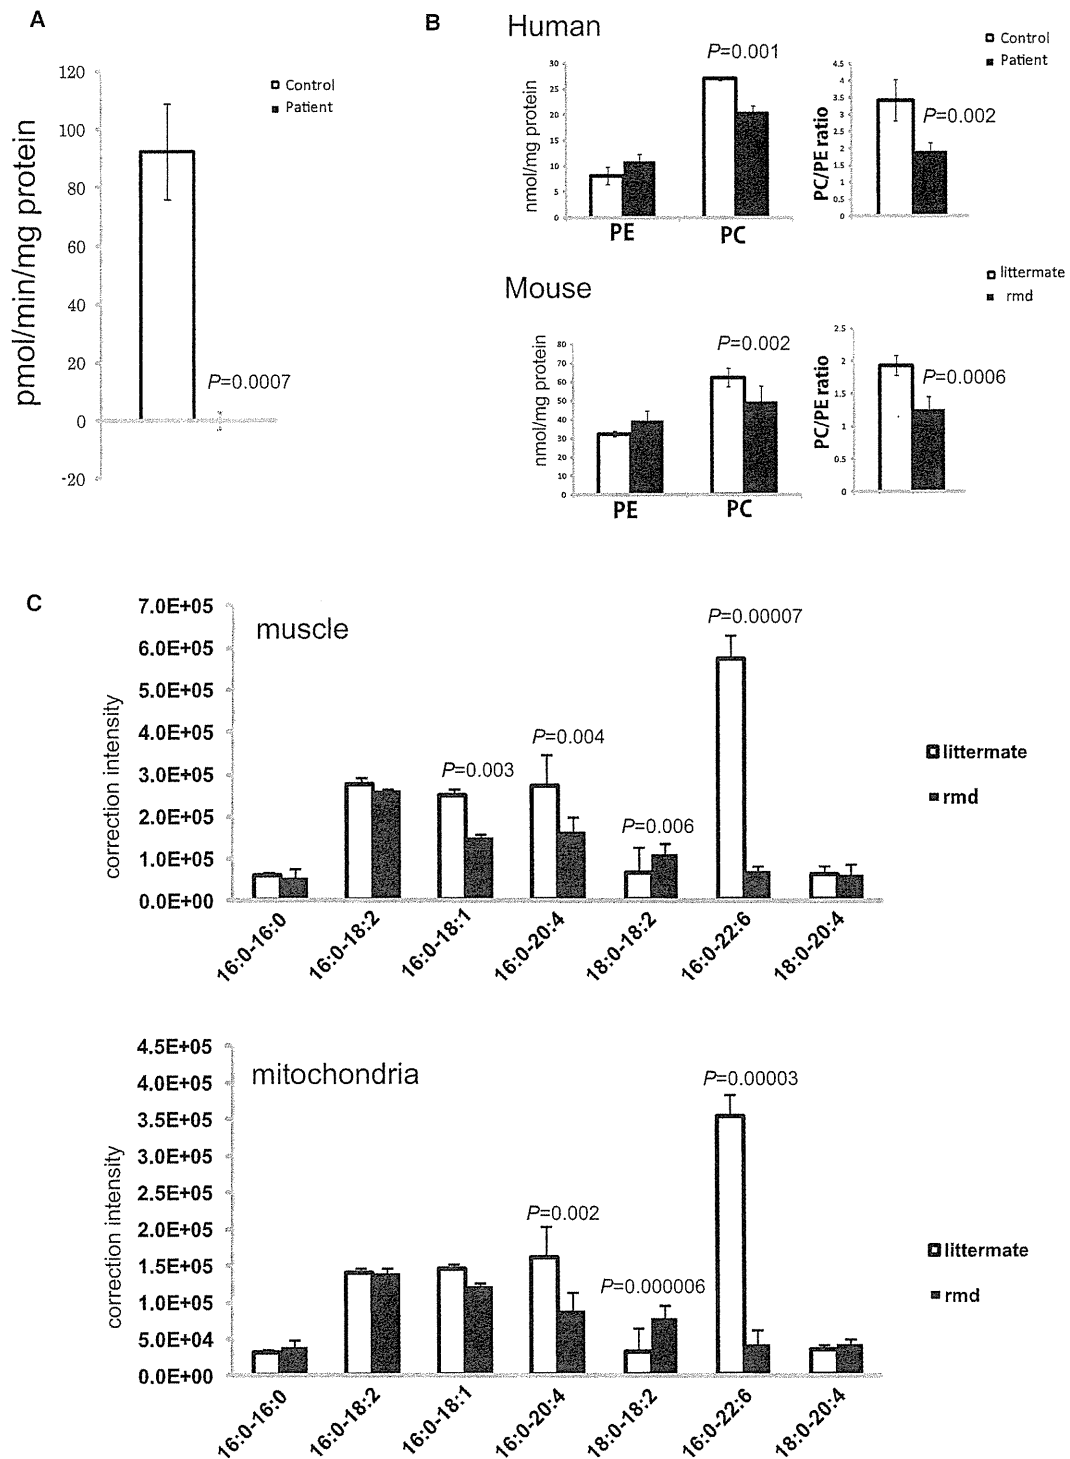 A
120
100
80
60
40
20
0
-20
pmol/min/mg protein
Control
Patient
P=0.0007
B
Human
30
25
20
15
10
5
0
nmol/mg protein
P=0.001
PE
PC
Control
Patient
4.5
4
3.5
3
2.5
2
1.5
1
0.5
0
PC/PE ratio
P=0.002
Mouse
80
70
60
50
40
30
20
10
0
nmol/mg protein
P=0.002
PE
PC
littermate
rmd
2.5
2
1.5
1
0.5
0
PC/PE ratio
P=0.0006
C
muscle
7.0E+05
6.0E+05
5.0E+05
4.0E+05
3.0E+05
2.0E+05
1.0E+05
0.0E+00
correction intensity
P=0.003
P=0.004
P=0.006
P=0.00007
littermate
rmd
16:0-16:0
16:0-18:2
16:0-18:1
16:0-20:4
18:0-18:2
16:0-22:6
18:0-20:4
mitochondria
4.5E+05
4.0E+05
3.5E+05
3.0E+05
2.5E+05
2.0E+05
1.5E+05
1.0E+05
5.0E+04
0.0E+00
correction intensity
P=0.002
P=0.000006
P=0.00003
littermate
rmd
16:0-16:0
16:0-18:2
16:0-18:1
16:0-20:4
18:0-18:2
16:0-22:6
18:0-20:4